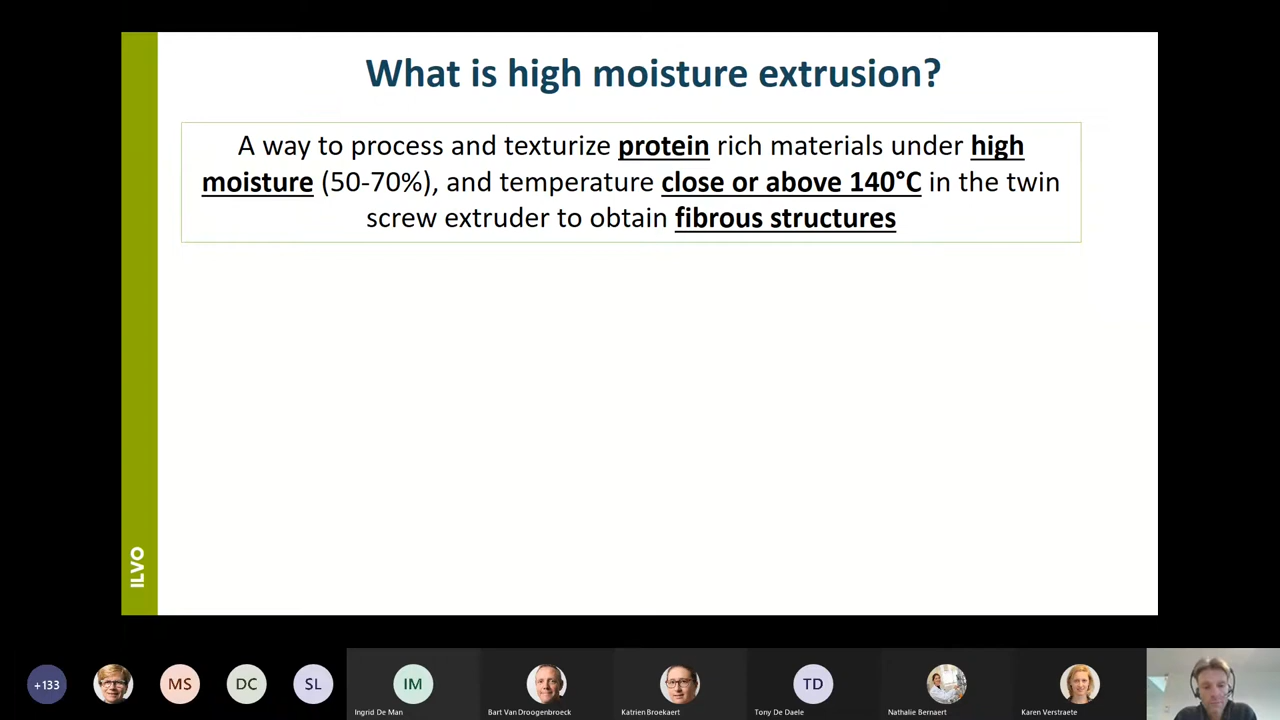 What is high moisture extrusion?
A way to process and texturize protein rich materials under high
moisture (50-70%), and temperature close or above 140°C in the twin
screw extruder to obtain fibrous structures
ILVO
+133
MS
DC
SL
IM
TD
Ingrid De Man
Bart Van Droogenbroeck
Katrien Broekaert
Tony De Daele
Nathalie Bernaert
Karen Verstraete